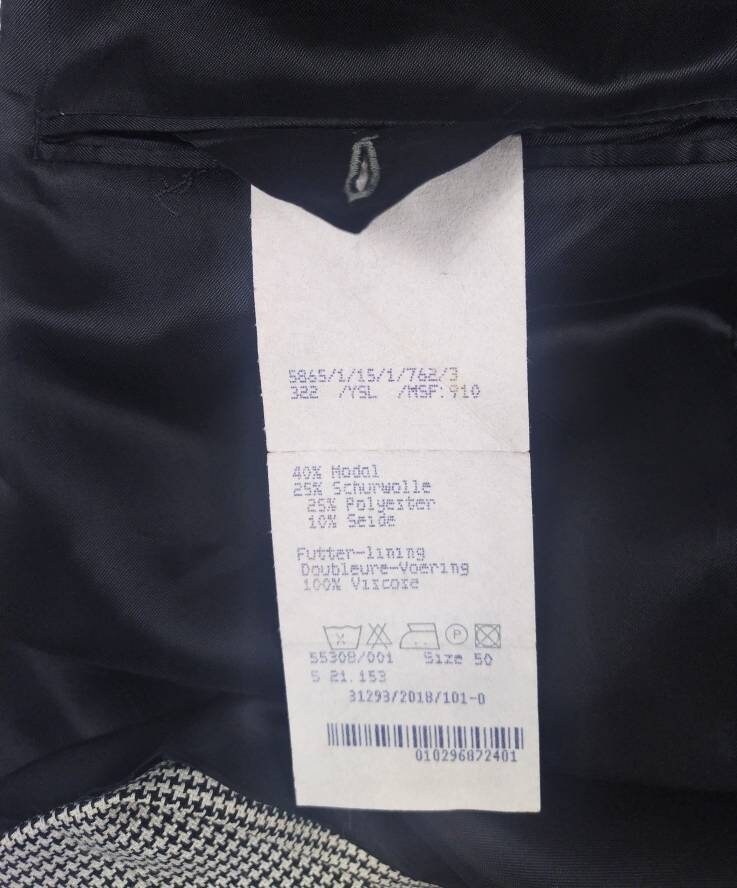 5865/1/15/1/762/3
322 /YSL /MSF:910
40% Modal
25% Schurwolle
25% Polyester
10% Seide
Futter-lining
Doubleure-Voering
100% Viscose
P
55308/001 Size 50
S 21.153
31293/2018/101-0
010296872401